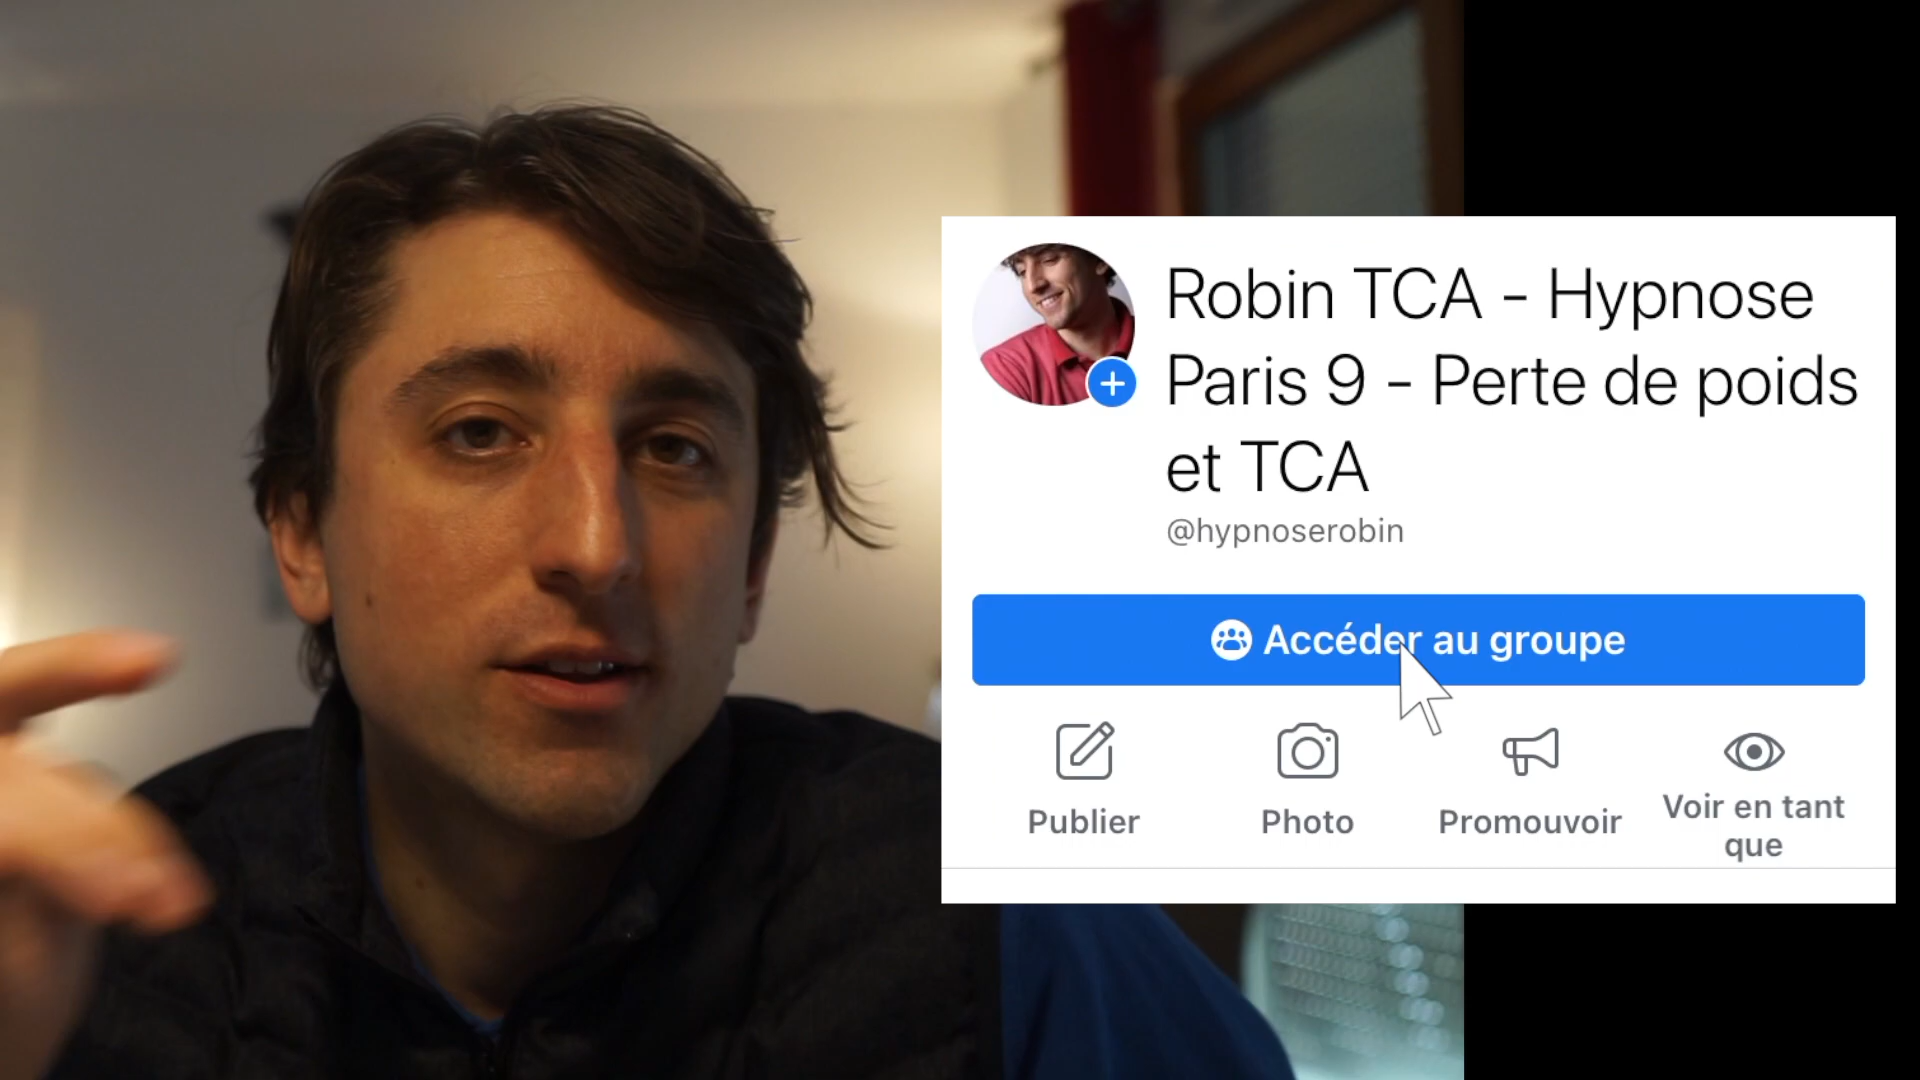 Robin TCA - Hypnose
Paris 9 - Perte de poids
et TCA
@hypnoserobin
Accéder au groupe
Publier
Photo
Promouvoir
Voir en tant
que